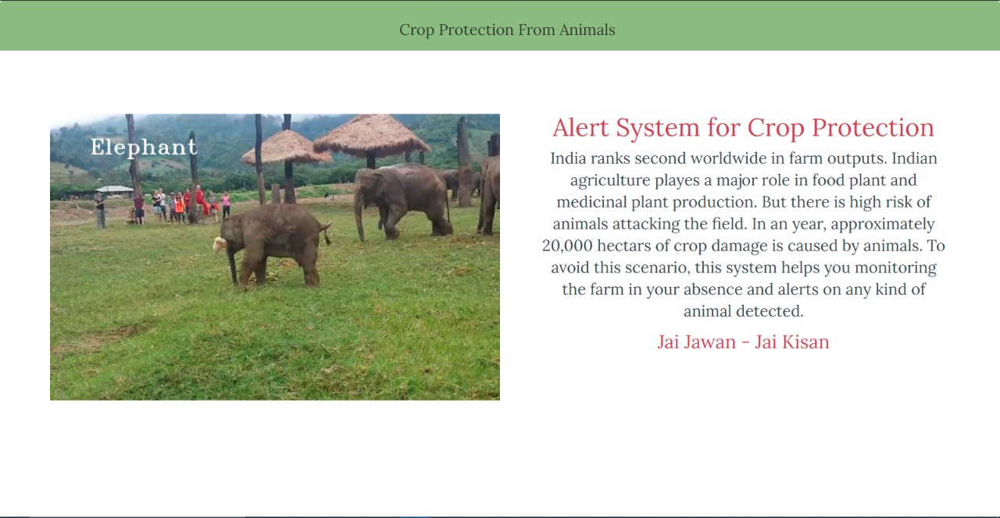 Crop Protection From Animals
Elephant
Alert System for Crop Protection
India ranks second worldwide in farm outputs. Indian
agriculture playes a major role in food plant and
medicinal plant production. But there is high risk of
animals attacking the field. In an year, approximately
20,000 hectars of crop damage is caused by animals. To
avoid this scenario, this system helps you monitoring
the farm in your absence and alerts on any kind of
animal detected.
Jai Jawan - Jai Kisan